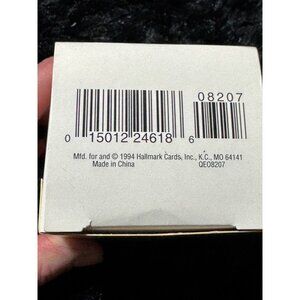 08207
0 15012 24618 6
Mfd. for and © 1994 Hallmark Cards, Inc., K.C., MO 64141
Made in China QEO8207